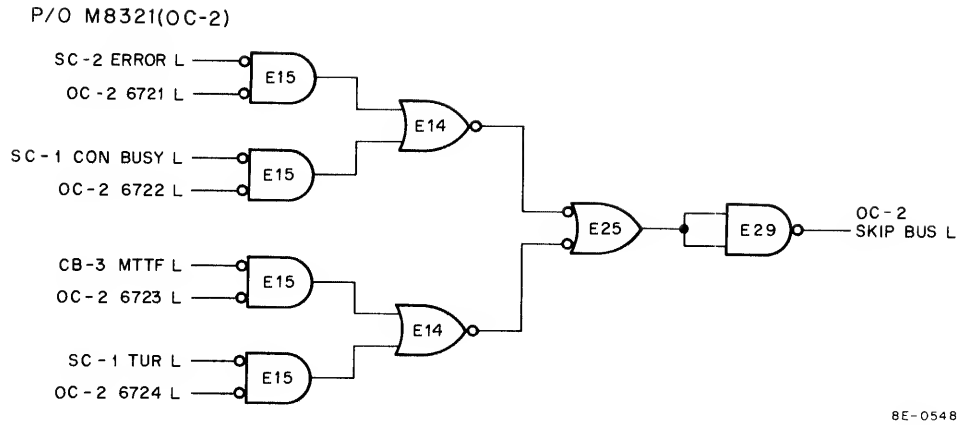 P/O M8321(OC-2)
SC-2 ERROR L
E15
OC-2 6721 L
E14
SC-1 CON BUSY L
E15
OC-2 6722 L
E25
E29
OC-2
SKIP BUS L
CB-3 MTTF L
E15
OC-2 6723 L
E14
SC-1 TUR L
E15
OC-2 6724 L
8E-0548